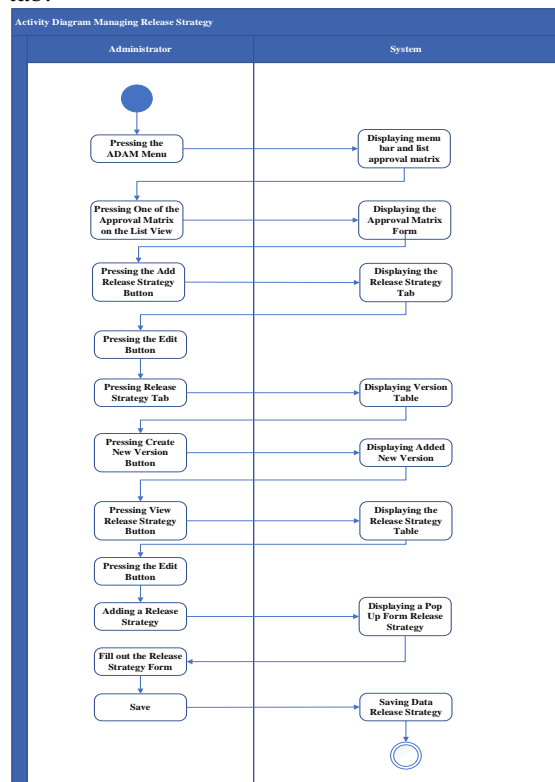 Activity Diagram Managing Release Strategy
Administrator
System
Pressing the
ADAM Menu
Displaying menu
bar and list
approval matrix
Pressing One of the
Approval Matrix
on the List View
Displaying the
Approval Matrix
Form
Pressing the Add
Release Strategy
Button
Displaying the
Release Strategy
Tab
Pressing the Edit
Button
Pressing Release
Strategy Tab
Displaying Version
Table
Pressing Create
New Version
Button
Displaying Added
New Version
Pressing View
Release Strategy
Button
Displaying the
Release Strategy
Table
Pressing the Edit
Button
Adding a Release
Strategy
Displaying a Pop
Up Form Release
Strategy
Fill out the Release
Strategy Form
Save
Saving Data
Release Strategy